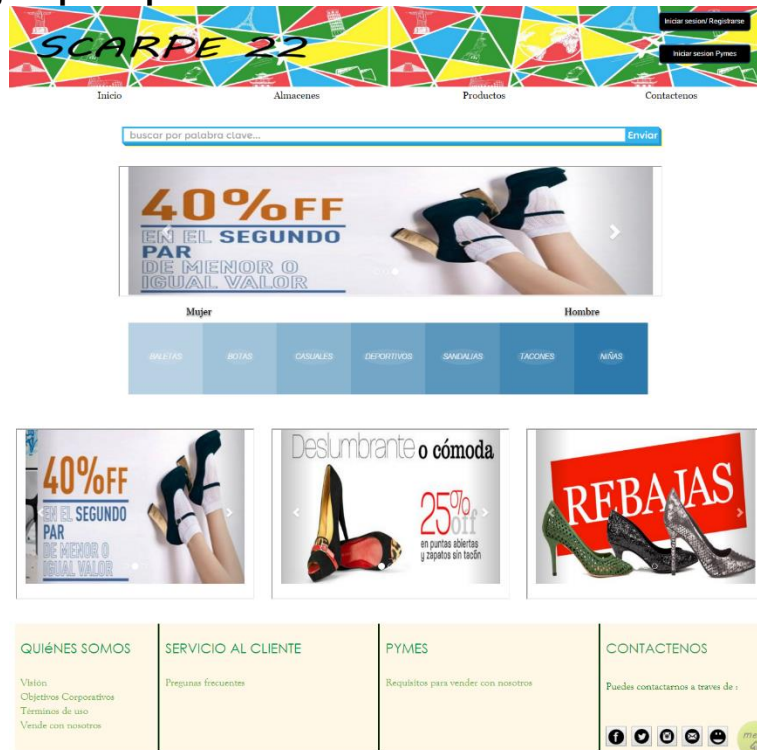 SCARPE 22
Iniciar sesion/ Registrarse
Iniciar sesion Pymes
Inicio
Almacenes
Productos
Contactenos
buscar por palabra clave...
Enviar
40%FF
EN EL SEGUNDO
PAR
DE MENOR O
IGUAL VALOR
Mujer
Hombre
BALETAS
BOTAS
CASUALES
DEPORTIVOS
SANDALIAS
TACONES
NIÑAS
40%FF
EN EL SEGUNDO
PAR
DE MENOR O
IGUAL VALOR
Deslumbrante o cómoda
25%
off
en puntas abiertas
y zapatos sin tacón
REBAJAS
QUIéNES SOMOS
Visión
Objetivos Corporativos
Términos de uso
Vende con nosotros
SERVICIO AL CLIENTE
Pregunas frecuentes
PYMES
Requisitos para vender con nosotros
CONTACTENOS
Puedes contactarnos a traves de :